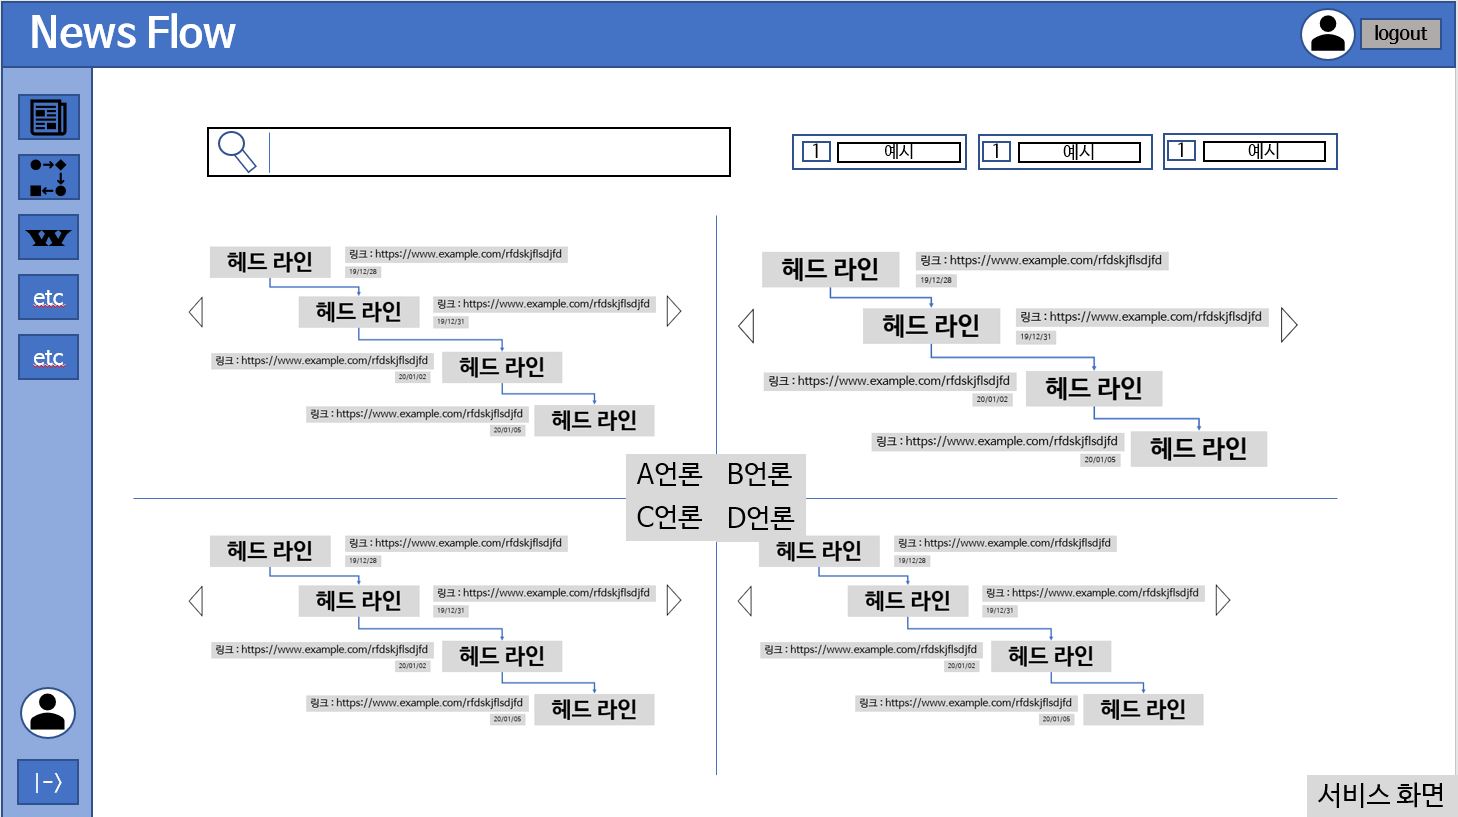 News Flow
logout
1 예시
1 예시
1 예시
etc
etc
|->
헤드 라인
링크 : https://www.example.com/rfdskjflsdjfd
19/12/28
헤드 라인
링크 : https://www.example.com/rfdskjflsdjfd
19/12/31
링크 : https://www.example.com/rfdskjflsdjfd
20/01/02
헤드 라인
링크 : https://www.example.com/rfdskjflsdjfd
20/01/05
헤드 라인
헤드 라인
링크 : https://www.example.com/rfdskjflsdjfd
19/12/28
헤드 라인
링크 : https://www.example.com/rfdskjflsdjfd
19/12/31
링크 : https://www.example.com/rfdskjflsdjfd
20/01/02
헤드 라인
링크 : https://www.example.com/rfdskjflsdjfd
20/01/05
헤드 라인
A언론 B언론
C언론 D언론
헤드 라인
링크 : https://www.example.com/rfdskjflsdjfd
19/12/28
헤드 라인
링크 : https://www.example.com/rfdskjflsdjfd
19/12/31
링크 : https://www.example.com/rfdskjflsdjfd
20/01/02
헤드 라인
링크 : https://www.example.com/rfdskjflsdjfd
20/01/05
헤드 라인
헤드 라인
링크 : https://www.example.com/rfdskjflsdjfd
19/12/28
헤드 라인
링크 : https://www.example.com/rfdskjflsdjfd
19/12/31
링크 : https://www.example.com/rfdskjflsdjfd
20/01/02
헤드 라인
링크 : https://www.example.com/rfdskjflsdjfd
20/01/05
헤드 라인
서비스 화면